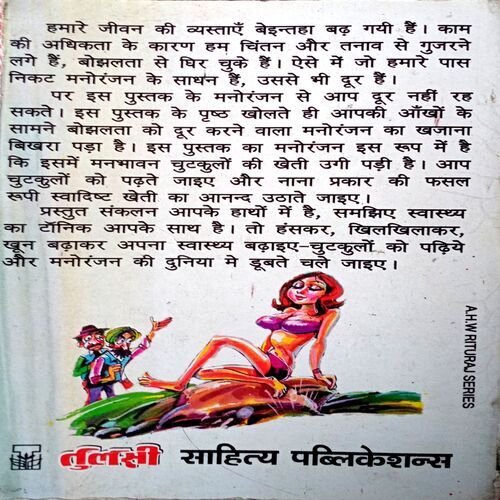 हमारे जीवन की व्यस्ताएँ बेइन्तहा बढ़ गयी हैं। काम
की अधिकता के कारण हम चिंतन और तनाव से गुजरने
लगे हैं, बोझलता से घिर चुके हैं। ऐसे में जो हमारे पास
निकट मनोरंजन के साधन हैं, उससे भी दूर हैं।
पर इस पुस्तक के मनोरंजन से आप दूर नहीं रह
सकते। इस पुस्तक के पृष्ठ खोलते ही आपकी आँखों के
सामने बोझलता को दूर करने वाला मनोरंजन का खजाना
बिखरा पड़ा है। इस पुस्तक का मनोरंजन इस रूप में है
कि इसमें मनभावन चुटकुलों की खेती उगी पड़ी है। आप
चुटकुलों को पढ़ते जाइए और नाना प्रकार की फसल
रूपी स्वादिष्ट खेती का आनन्द उठाते जाइए।
प्रस्तुत संकलन आपके हाथों में है, समझिए स्वास्थ्य
का टॉनिक आपके साथ है। तो हंसकर, खिलखिलाकर,
खून बढ़ाकर अपना स्वास्थ्य बढ़ाइए-चुटकुलों को पढ़िये
और मनोरंजन की दुनिया मे डूबते चले जाइए।
A.H.W RITURAJ SERIES
तुलसी साहित्य पब्लिकेशन्स